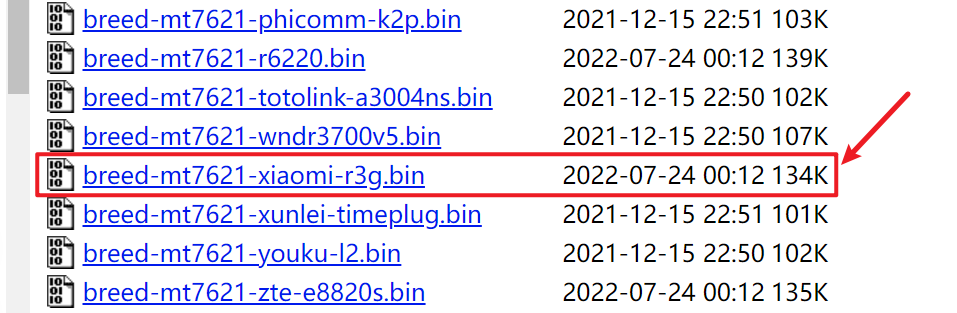 breed-mt7621-phicomm-k2p.bin 2021-12-15 22:51 103K
breed-mt7621-r6220.bin 2022-07-24 00:12 139K
breed-mt7621-totolink-a3004ns.bin 2021-12-15 22:50 102K
breed-mt7621-wndr3700v5.bin 2021-12-15 22:50 107K
breed-mt7621-xiaomi-r3g.bin 2022-07-24 00:12 134K
breed-mt7621-xunlei-timeplug.bin 2021-12-15 22:51 101K
breed-mt7621-youku-l2.bin 2021-12-15 22:50 102K
breed-mt7621-zte-e8820s.bin 2022-07-24 00:12 135K